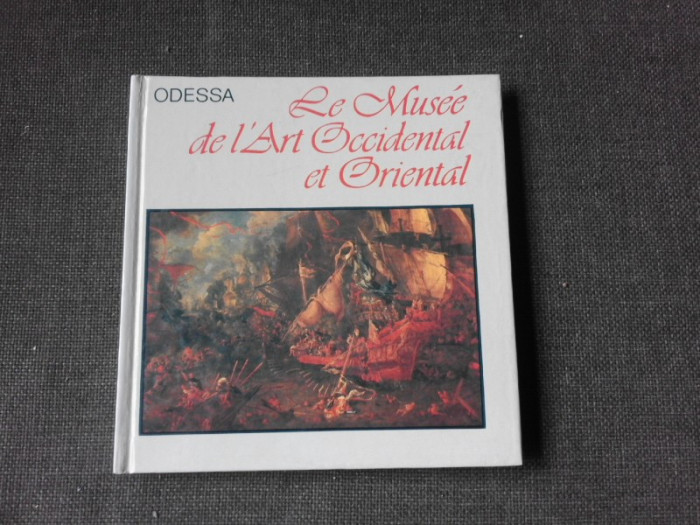 ODESSA
Le Musée
de l'Art Occidental
et Oriental